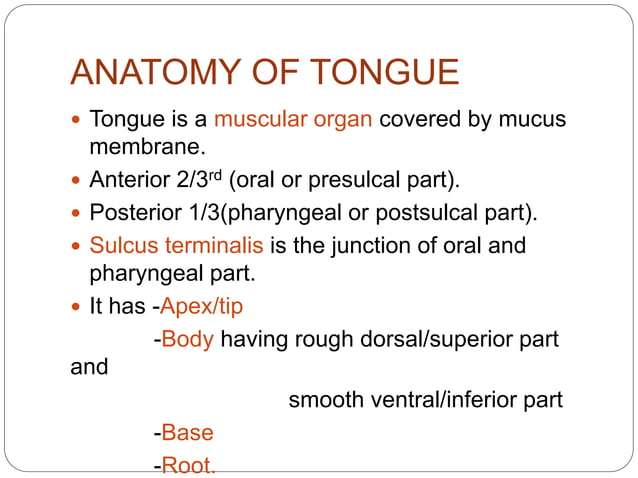 ANATOMY OF TONGUE
• Tongue is a muscular organ covered by mucus
membrane.
• Anterior 2/3rd (oral or presulcal part).
• Posterior 1/3(pharyngeal or postsulcal part).
• Sulcus terminalis is the junction of oral and
pharyngeal part.
• It has -Apex/tip
-Body having rough dorsal/superior part
and
smooth ventral/inferior part
-Base
-Root.